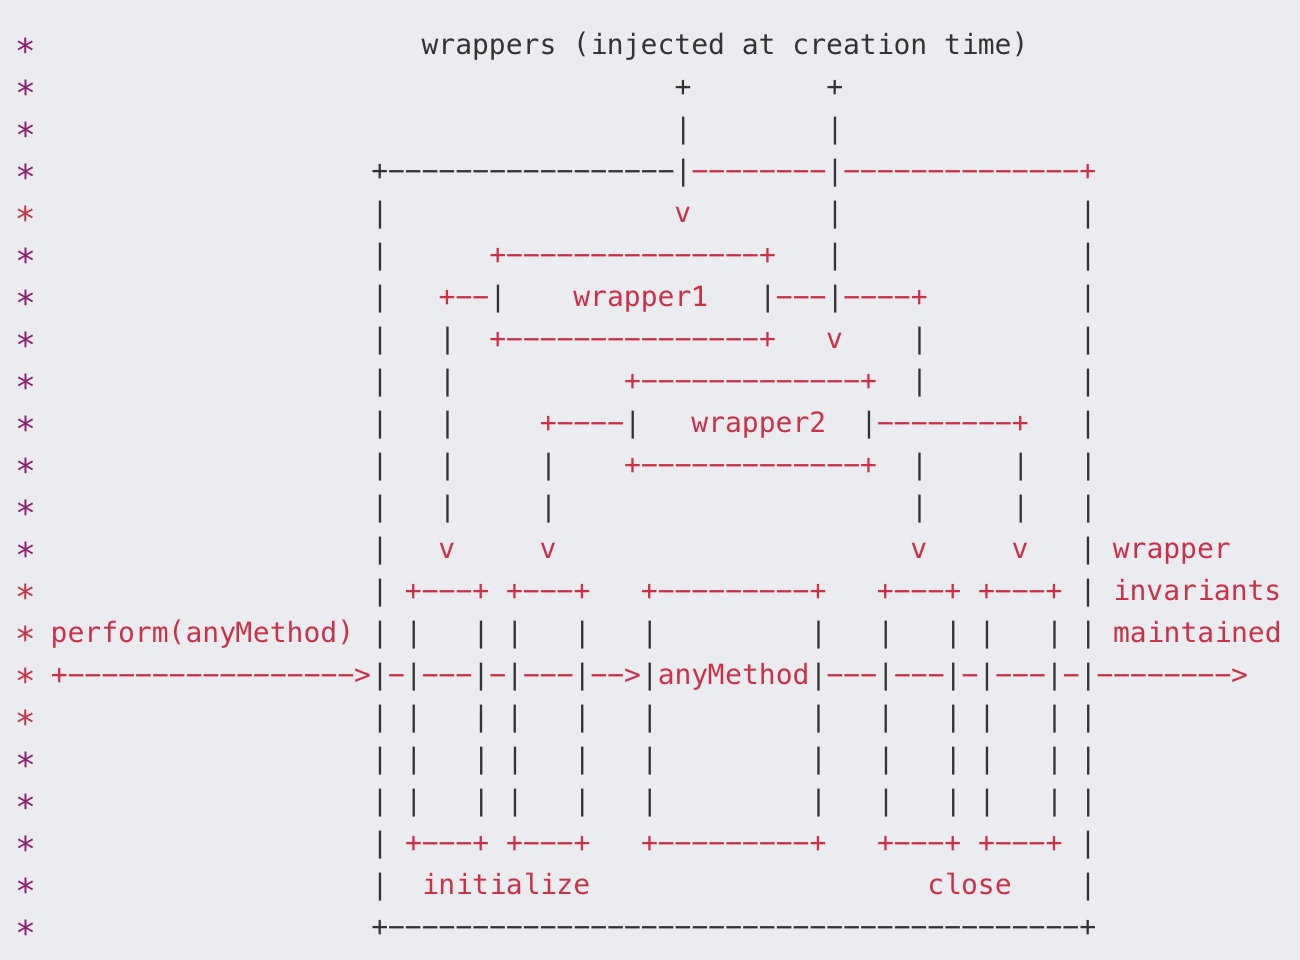 *                       wrappers (injected at creation time)
*                                      +        +
*                                      |        |
*                    +-----------------|--------|--------------+
*                    |                 v        |              |
*                    |      +---------------+   |              |
*                    |   +--|    wrapper1   |---|----+         |
*                    |   |  +---------------+   v    |         |
*                    |   |          +-------------+  |         |
*                    |   |     +----|   wrapper2  |--------+   |
*                    |   |     |    +-------------+  |     |   |
*                    |   |     |                     |     |   |
*                    |   v     v                     v     v   | wrapper
*                    | +---+ +---+   +---------+   +---+ +---+ | invariants
* perform(anyMethod) | |   | |   |   |         |   |   | |   | | maintained
* +----------------->|-|---|-|---|-->|anyMethod|---|---|-|---|-|-------->
*                    | |   | |   |   |         |   |   | |   | |
*                    | |   | |   |   |         |   |   | |   | |
*                    | |   | |   |   |         |   |   | |   | |
*                    | +---+ +---+   +---------+   +---+ +---+ |
*                    |  initialize                    close    |
*                    +-----------------------------------------+